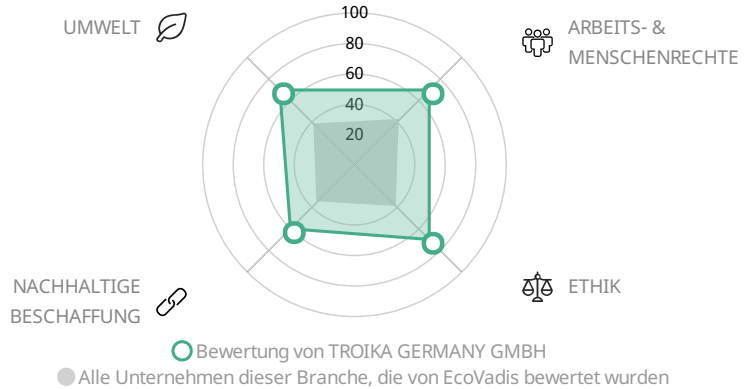 UMWELT
100
80
60
40
20
ARBEITS- &
MENSCHENRECHTE
NACHHALTIGE
BESCHAFFUNG
ETHIK
Bewertung von TROIKA GERMANY GMBH
Alle Unternehmen dieser Branche, die von EcoVadis bewertet wurden